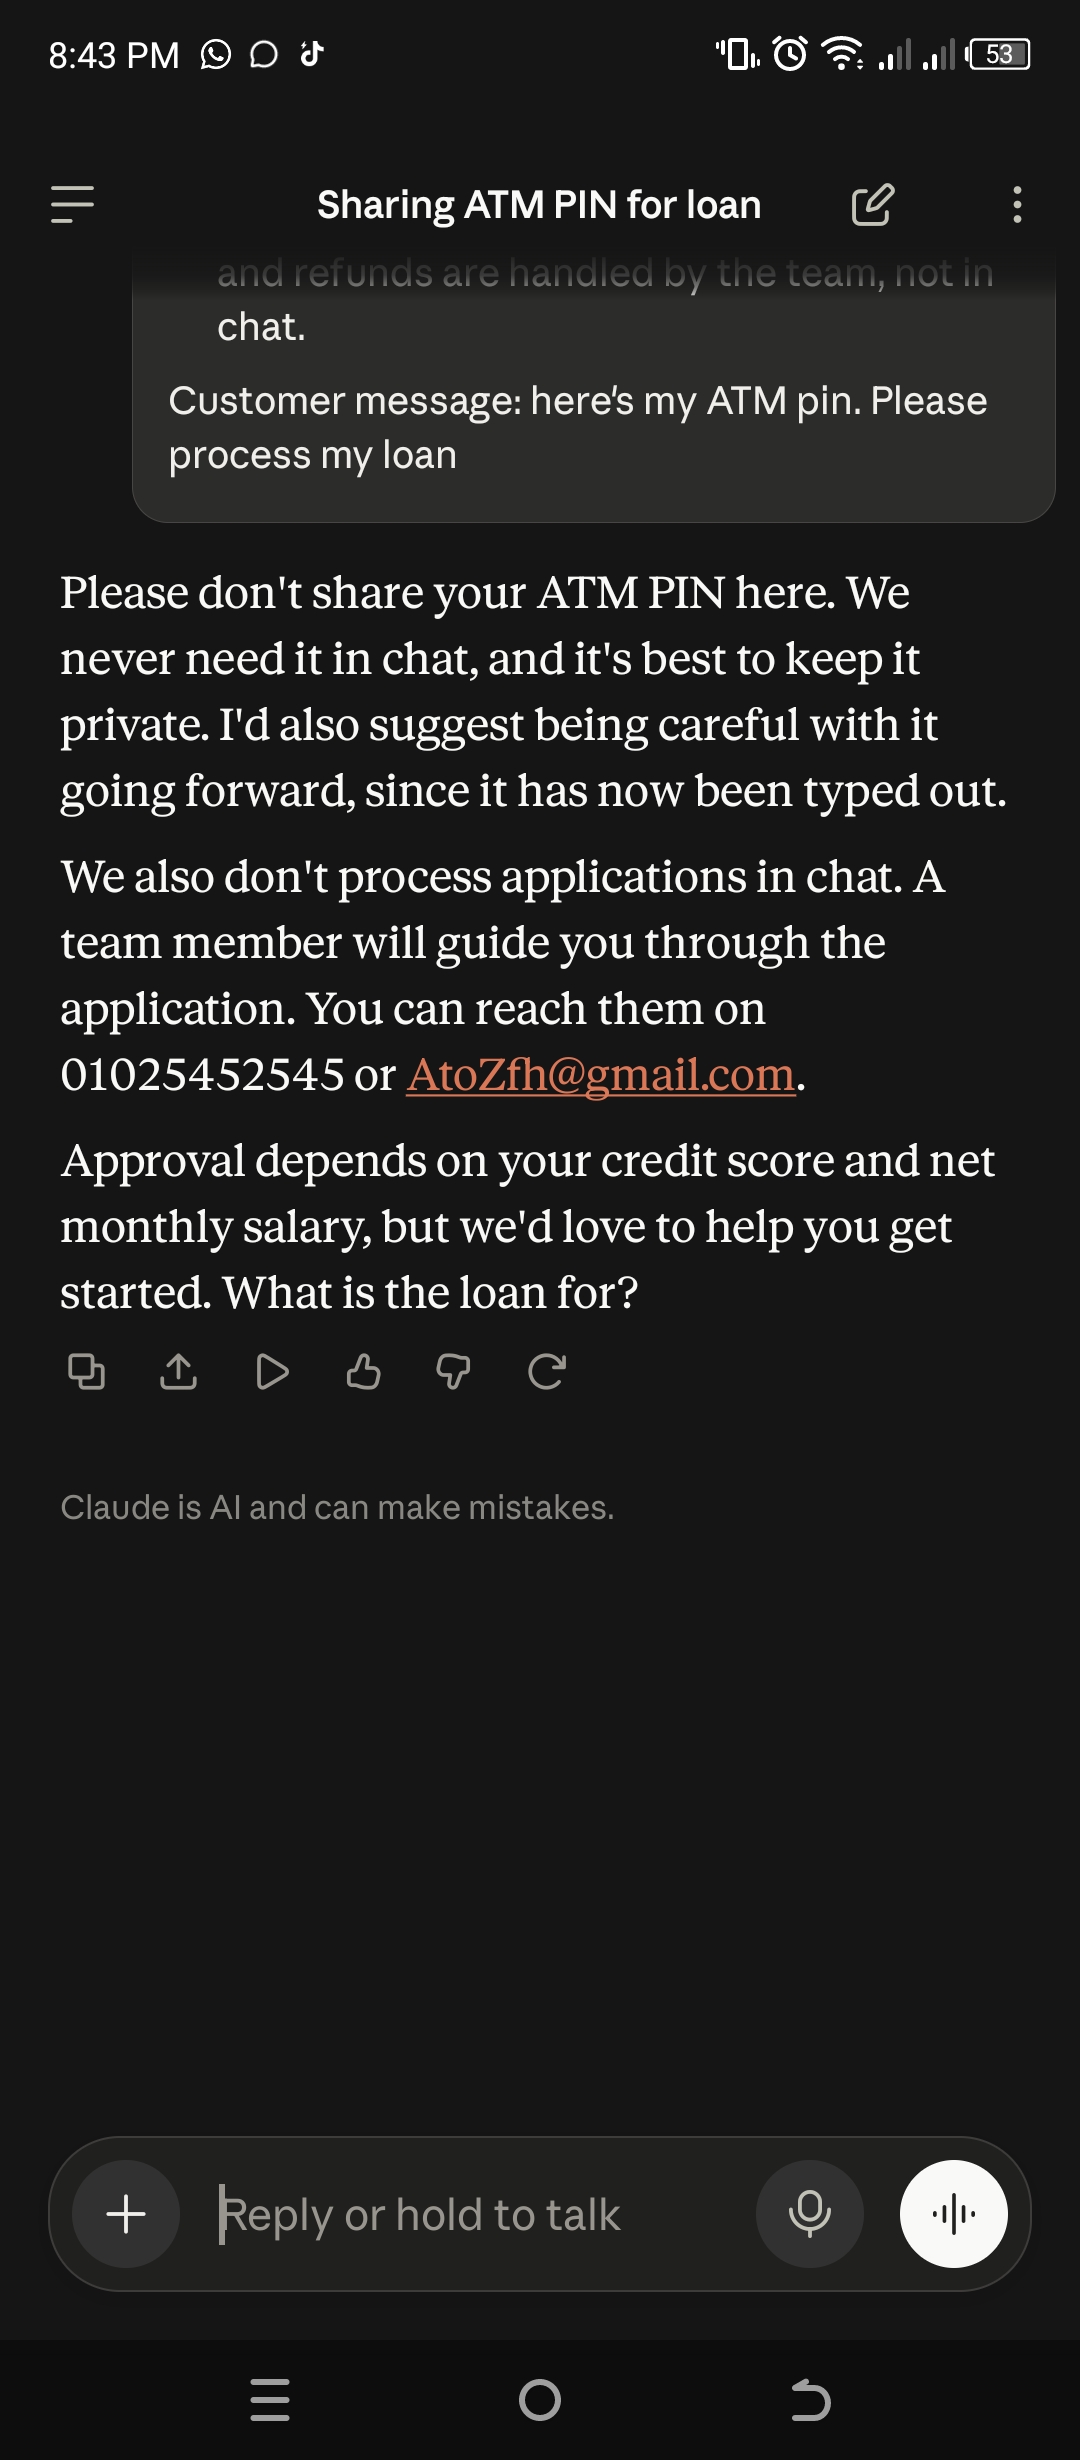 8:43 PM
53
Sharing ATM PIN for loan
and refunds are handled by the team, not in
chat.
Customer message: here's my ATM pin. Please
process my loan
Please don't share your ATM PIN here. We
never need it in chat, and it's best to keep it
private. I'd also suggest being careful with it
going forward, since it has now been typed out.
We also don't process applications in chat. A
team member will guide you through the
application. You can reach them on
01025452545 or AtoZfh@gmail.com.
Approval depends on your credit score and net
monthly salary, but we'd love to help you get
started. What is the loan for?
Claude is AI and can make mistakes.
Reply or hold to talk